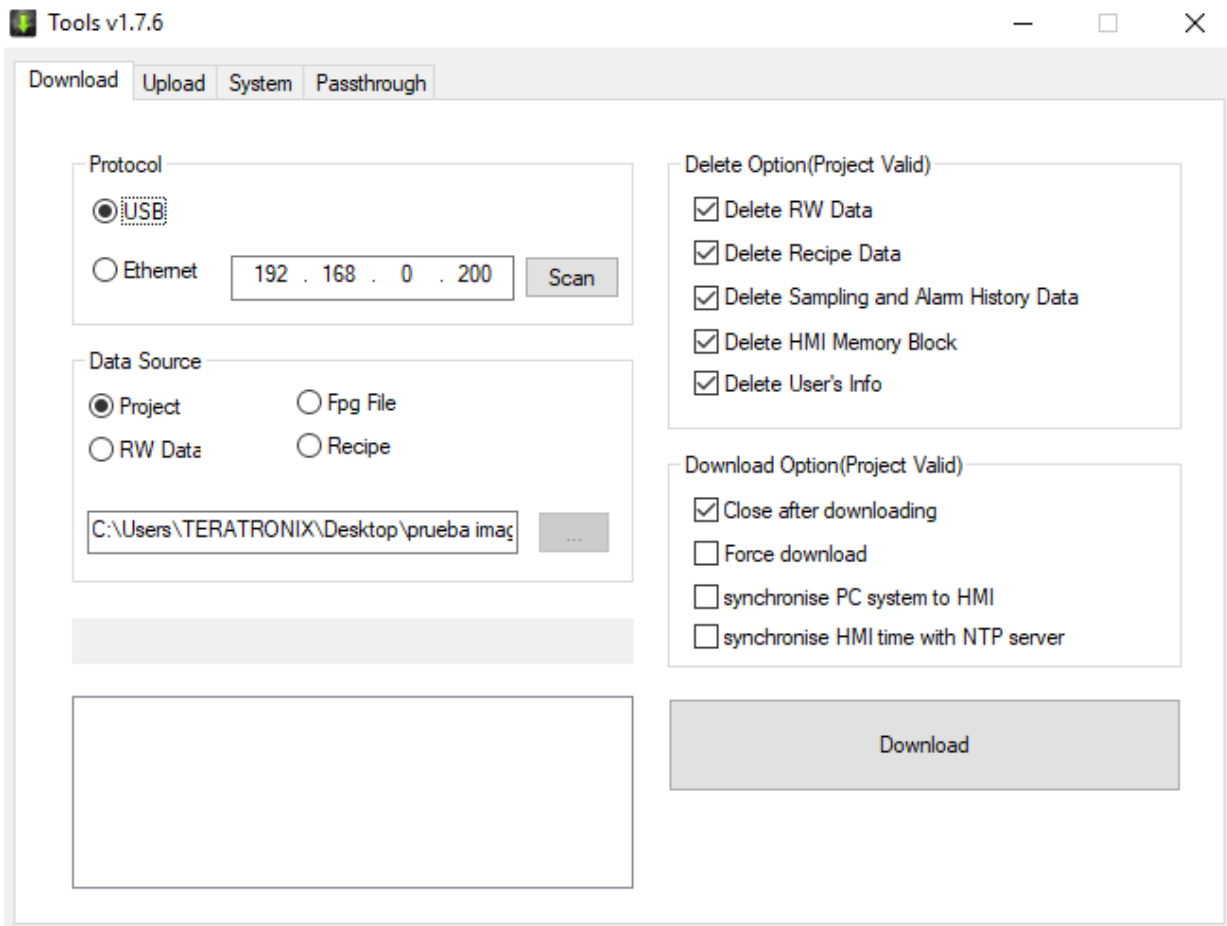 Tools v1.7.6
Download Upload System Passthrough
Protocol
USB
Ethernet 192 . 168 . 0 . 200 Scan
Data Source
Project Fpg File
RW Data Recipe
C:\Users\TERATRONIX\Desktop\prueba imag ...
Delete Option(Project Valid)
Delete RW Data
Delete Recipe Data
Delete Sampling and Alarm History Data
Delete HMI Memory Block
Delete User's Info
Download Option(Project Valid)
Close after downloading
Force download
synchronise PC system to HMI
synchronise HMI time with NTP server
Download